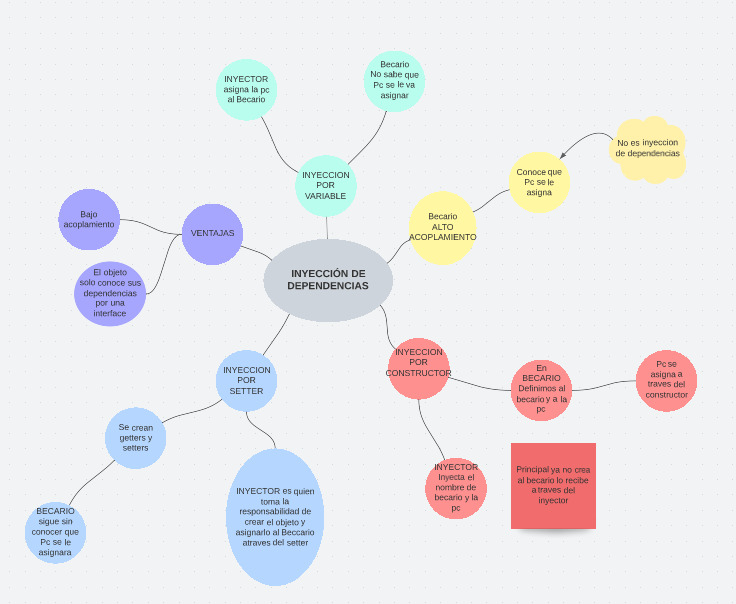 INYECTOR
asigna la pc
al Becario
Becario
No sabe que
Pc se le va
asignar
INYECCION
POR
VARIABLE
No es inyeccion
de dependencias
Conoce que
Pc se le
asigna
Becario
ALTO
ACOPLAMIENTO
Bajo
acoplamiento
VENTAJAS
El objeto
solo conoce sus
dependencias
por una
interface
INYECCIÓN DE
DEPENDENCIAS
INYECCION
POR
SETTER
INYECCION
POR
CONSTRUCTOR
En
BECARIO
Definimos al
becario y a la
pc
Pc se
asigna a
traves del
constructor
Se cran
getters y
setters
INYECTOR es quien
toma la
responsabilidad de
crear el objeto y
asignarlo al Beccario
atraves del setter
INYECTOR
Inyecta el
nombre de
becario y la
pc
Principal ya no crea
al becario lo recibe
a traves del
inyector
BECARIO
sigue sin
conocer que
Pc se le
asignara